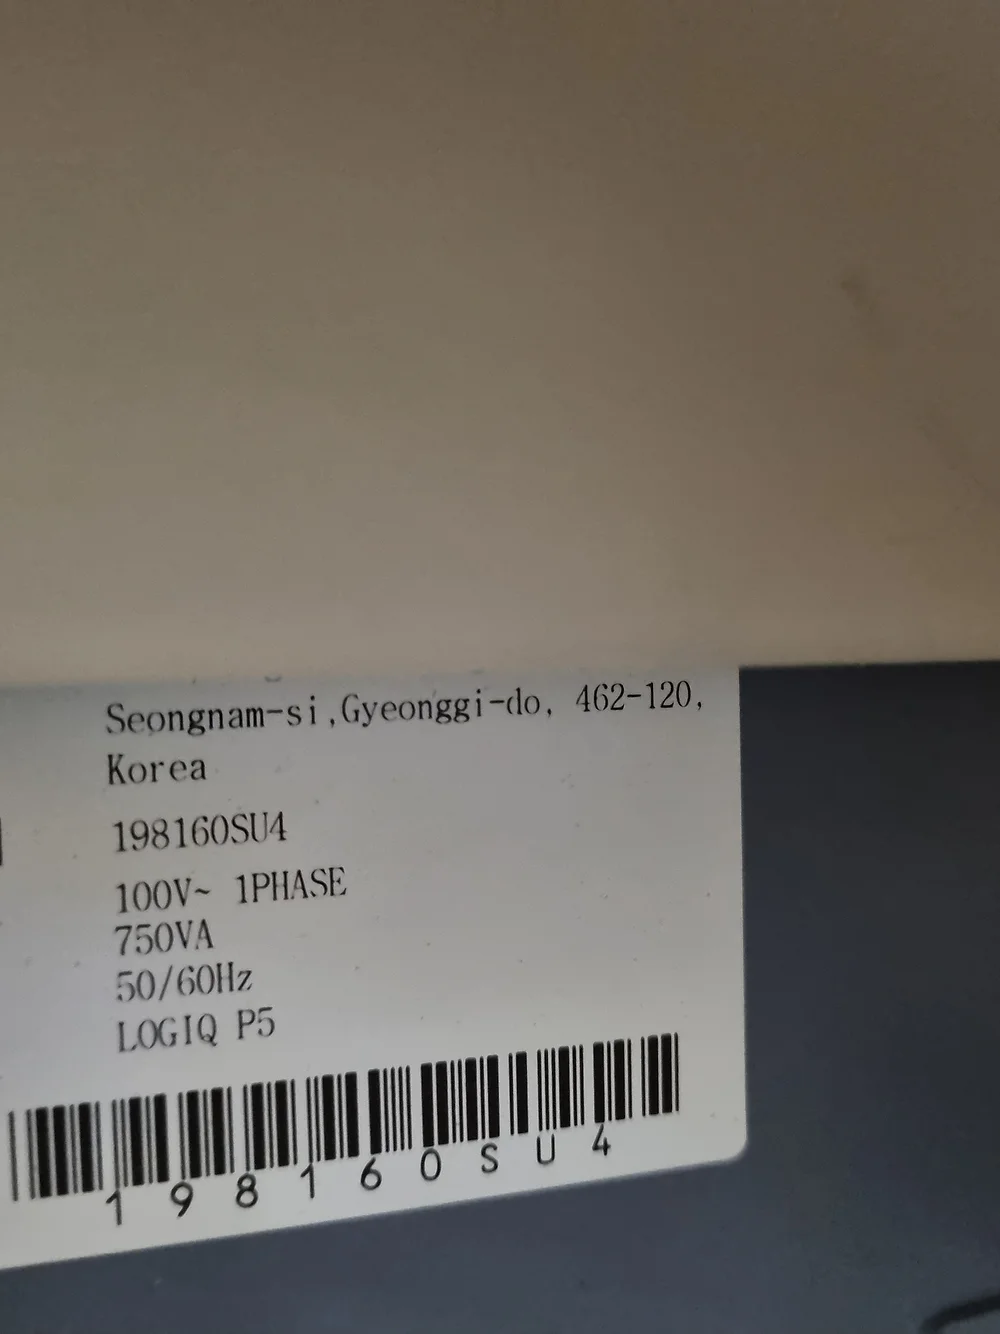 Seongnam-si,Gyeonggi-do, 462-120,
Korea
198160SU4
100V~ 1PHASE
750VA
50/60Hz
LOGIQ P5
198160SU4